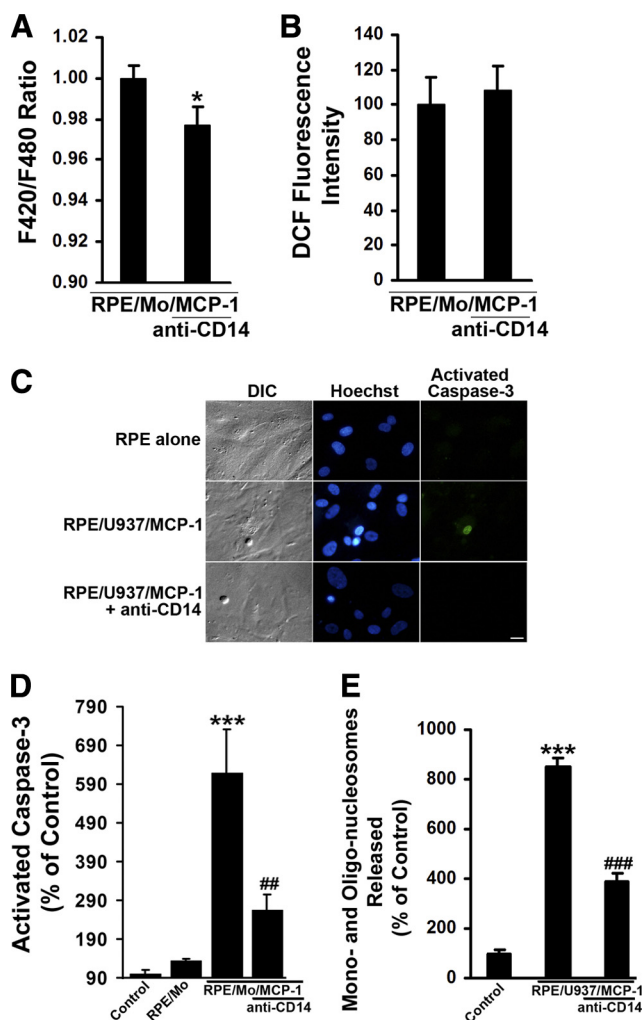 A
F420/F480 Ratio
1.02
1.00
0.98
0.96
0.94
0.92
0.90
*
RPE/Mo/MCP-1
anti-CD14
B
DCF Fluorescence
Intensity
140
120
100
80
60
40
20
0
RPE/Mo/MCP-1
anti-CD14
C
DIC
Hoechst
Activated
Caspase-3
RPE alone
RPE/U937/MCP-1
RPE/U937/MCP-1
+ anti-CD14
D
Activated Caspase-3
(% of Control)
790
690
590
490
390
290
190
90
***
##
Control
RPE/Mo
RPE/Mo/MCP-1
anti-CD14
E
Mono- and Oligo-nucleosomes
Released
(% of Control)
1000
800
600
400
200
0
***
###
Control
RPE/U937/MCP-1
anti-CD14